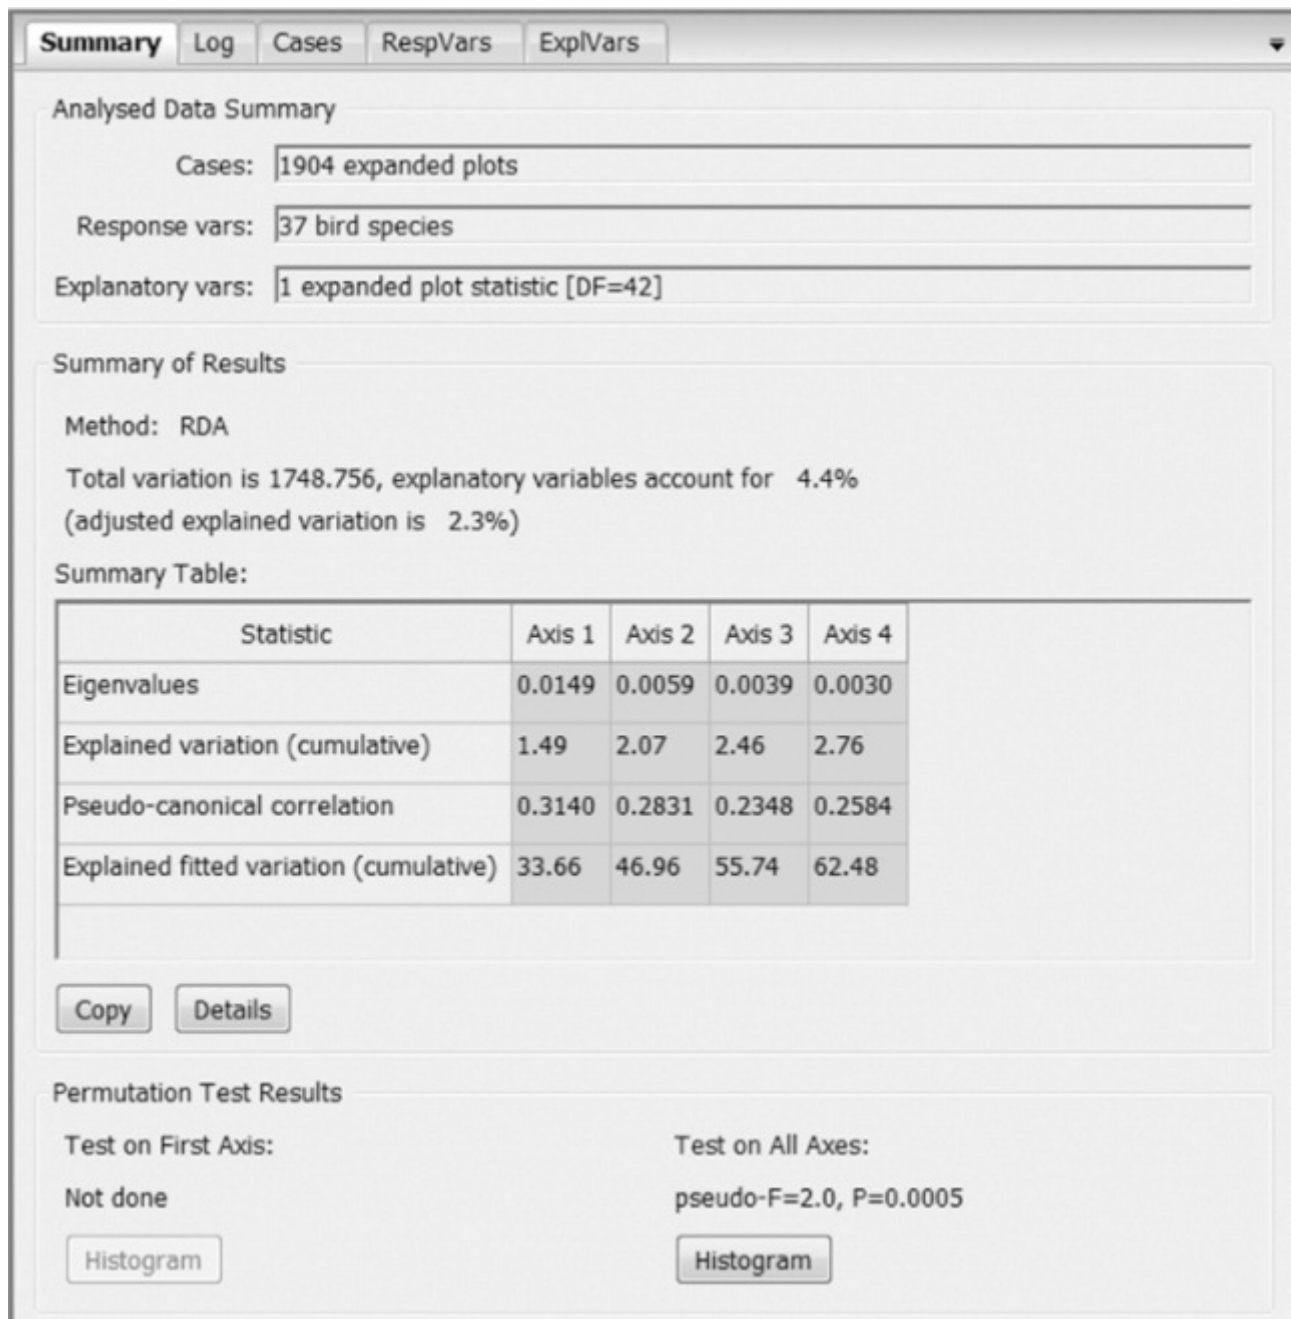 Summary Log Cases RespVars ExplVars
Analysed Data Summary
Cases: 1904 expanded plots
Response vars: 37 bird species
Explanatory vars: 1 expanded plot statistic [DF=42]
Summary of Results
Method: RDA
Total variation is 1748.756, explanatory variables account for 4.4%
(adjusted explained variation is 2.3%)
Summary Table:
Statistic Axis 1 Axis 2 Axis 3 Axis 4
Eigenvalues 0.0149 0.0059 0.0039 0.0030
Explained variation (cumulative) 1.49 2.07 2.46 2.76
Pseudo-canonical correlation 0.3140 0.2831 0.2348 0.2584
Explained fitted variation (cumulative) 33.66 46.96 55.74 62.48
Copy Details
Permutation Test Results
Test on First Axis: Test on All Axes:
Not done pseudo-F=2.0, P=0.0005
Histogram Histogram